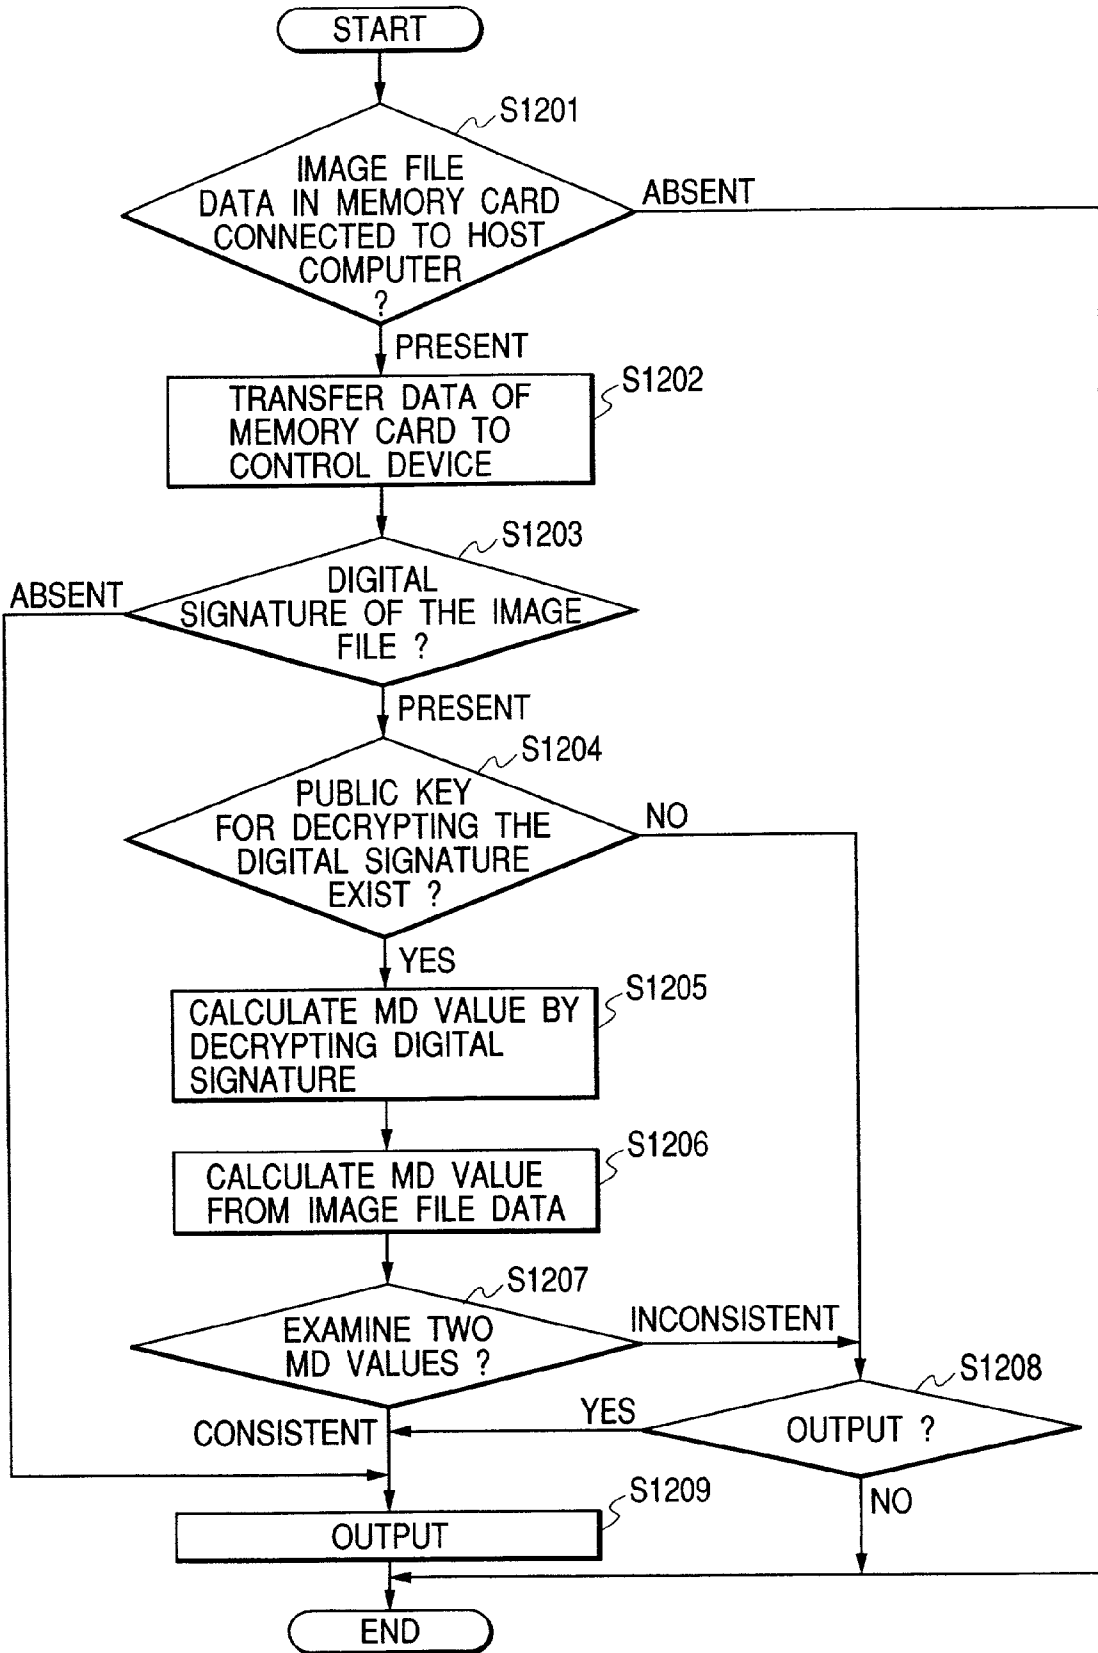 START
S1201
IMAGE FILE
DATA IN MEMORY CARD
CONNECTED TO HOST
COMPUTER
?
ABSENT
PRESENT
S1202
TRANSFER DATA OF
MEMORY CARD TO
CONTROL DEVICE
S1203
DIGITAL
SIGNATURE OF THE IMAGE
FILE ?
ABSENT
PRESENT
S1204
PUBLIC KEY
FOR DECRYPTING THE
DIGITAL SIGNATURE
EXIST ?
NO
YES
S1205
CALCULATE MD VALUE BY
DECRYPTING DIGITAL
SIGNATURE
S1206
CALCULATE MD VALUE
FROM IMAGE FILE DATA
S1207
EXAMINE TWO
MD VALUES ?
INCONSISTENT
CONSISTENT
S1208
OUTPUT ?
YES
NO
S1209
OUTPUT
END